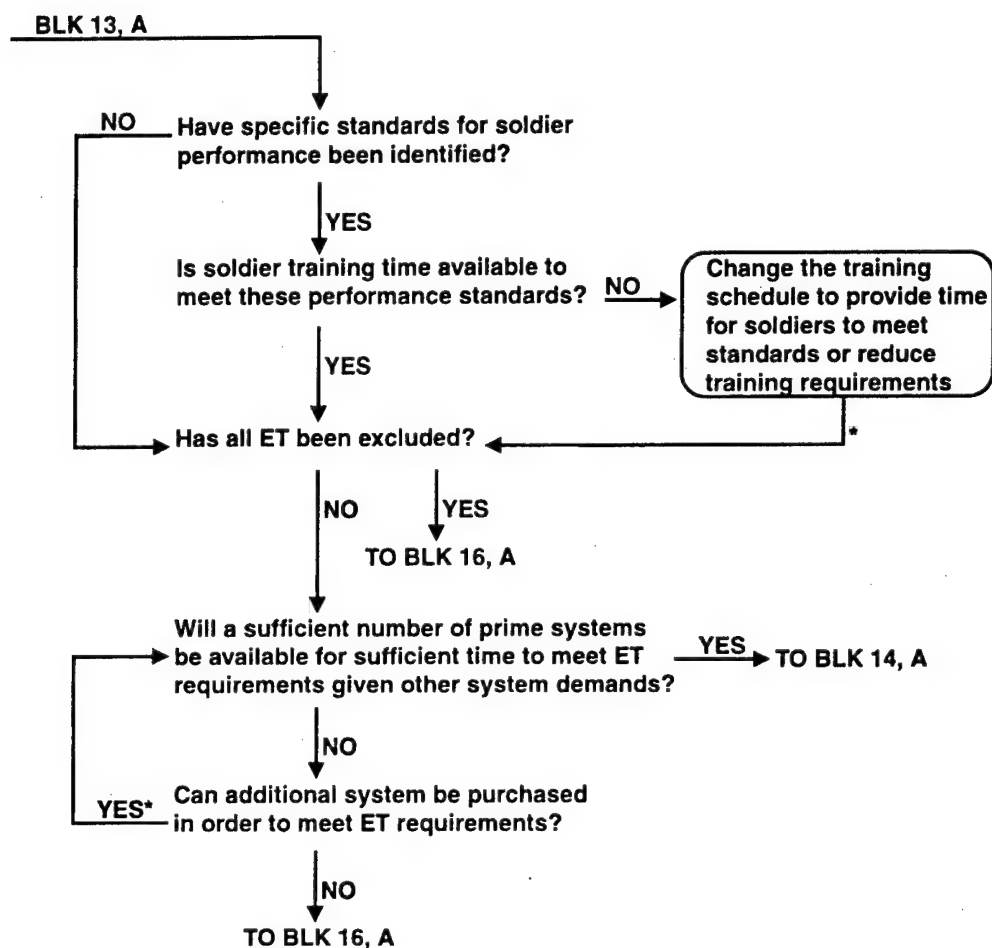 BLK 13, A
NO
Have specific standards for soldier
performance been identified?
YES
Is soldier training time available to
meet these performance standards?
NO
Change the training
schedule to provide time
for soldiers to meet
standards or reduce
training requirements
YES
*
Has all ET been excluded?
NO
YES
TO BLK 16, A
Will a sufficient number of prime systems
be available for sufficient time to meet ET
requirements given other system demands?
YES
TO BLK 14, A
NO
YES*
Can additional system be purchased
in order to meet ET requirements?
NO
TO BLK 16, A